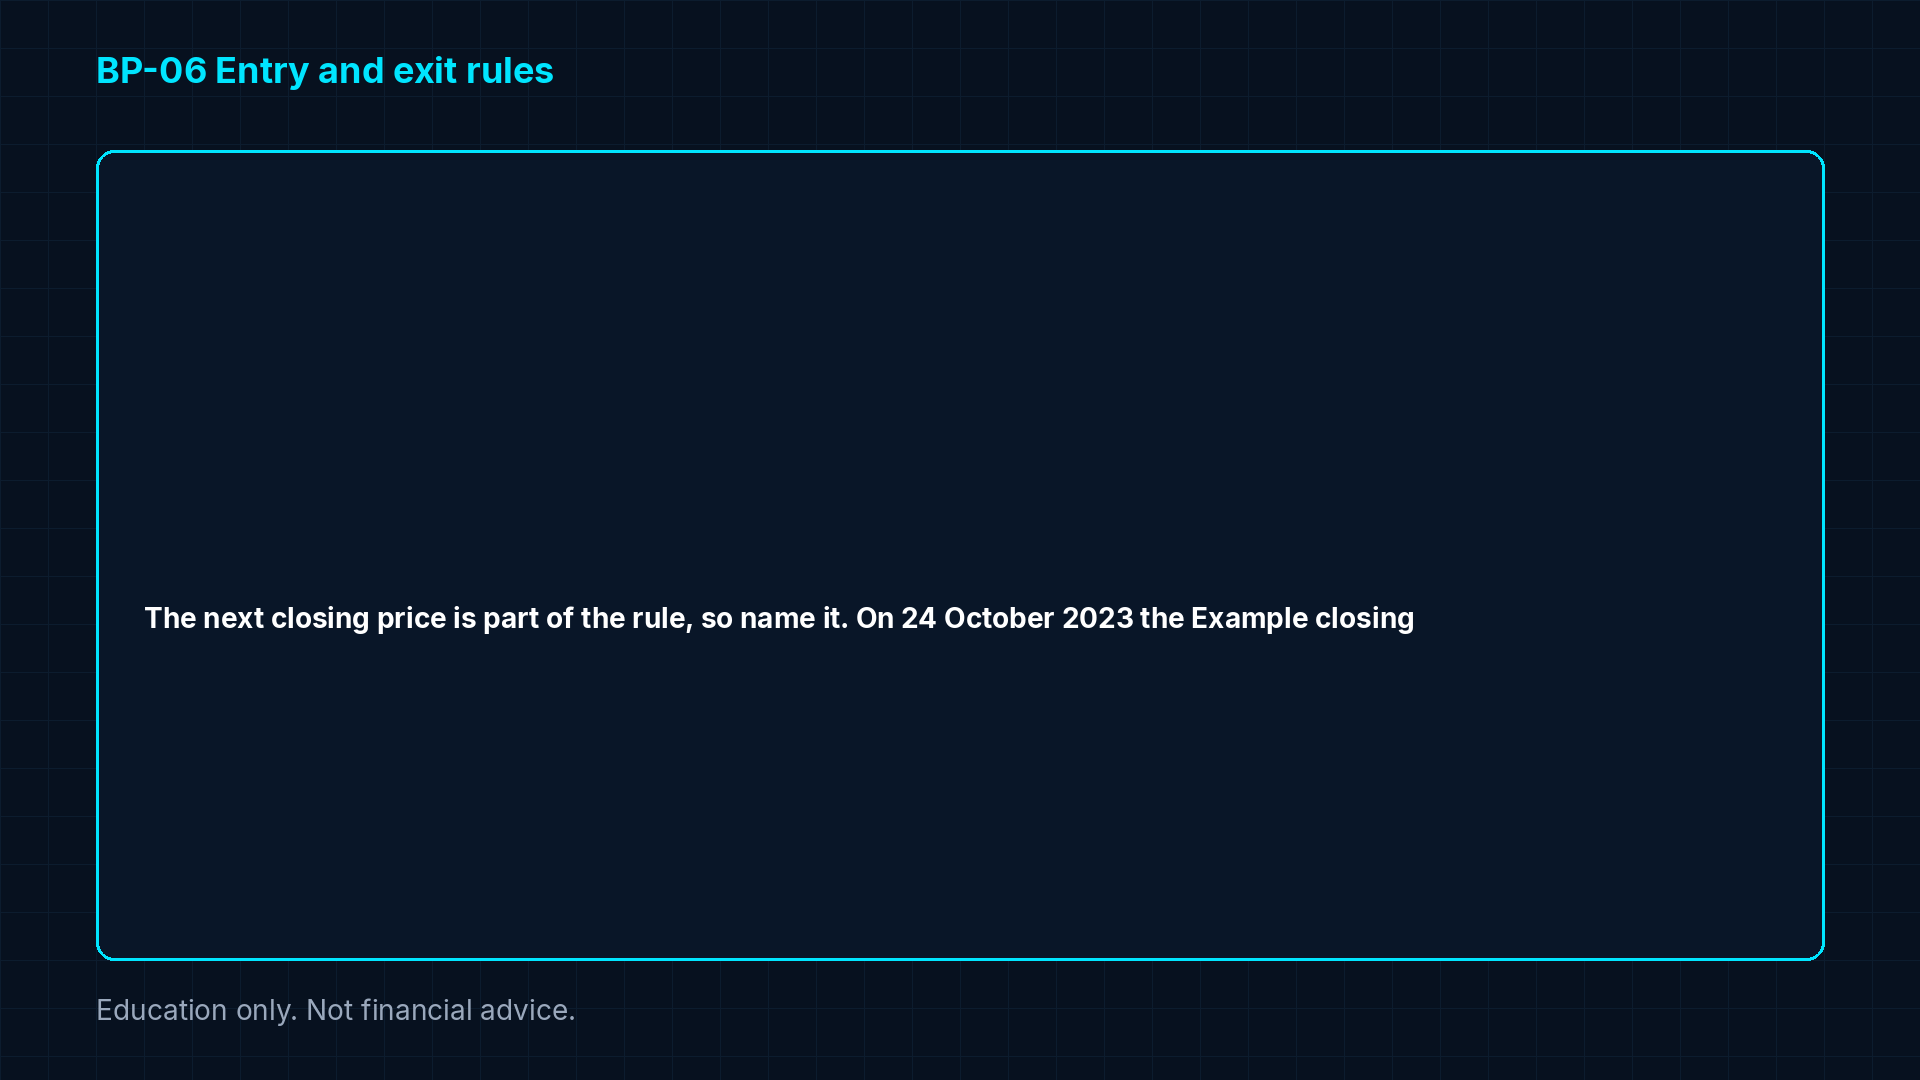 BP-06 Entry and exit rules
The next closing price is part of the rule, so name it. On 24 October 2023 the Example closing
Education only. Not financial advice.